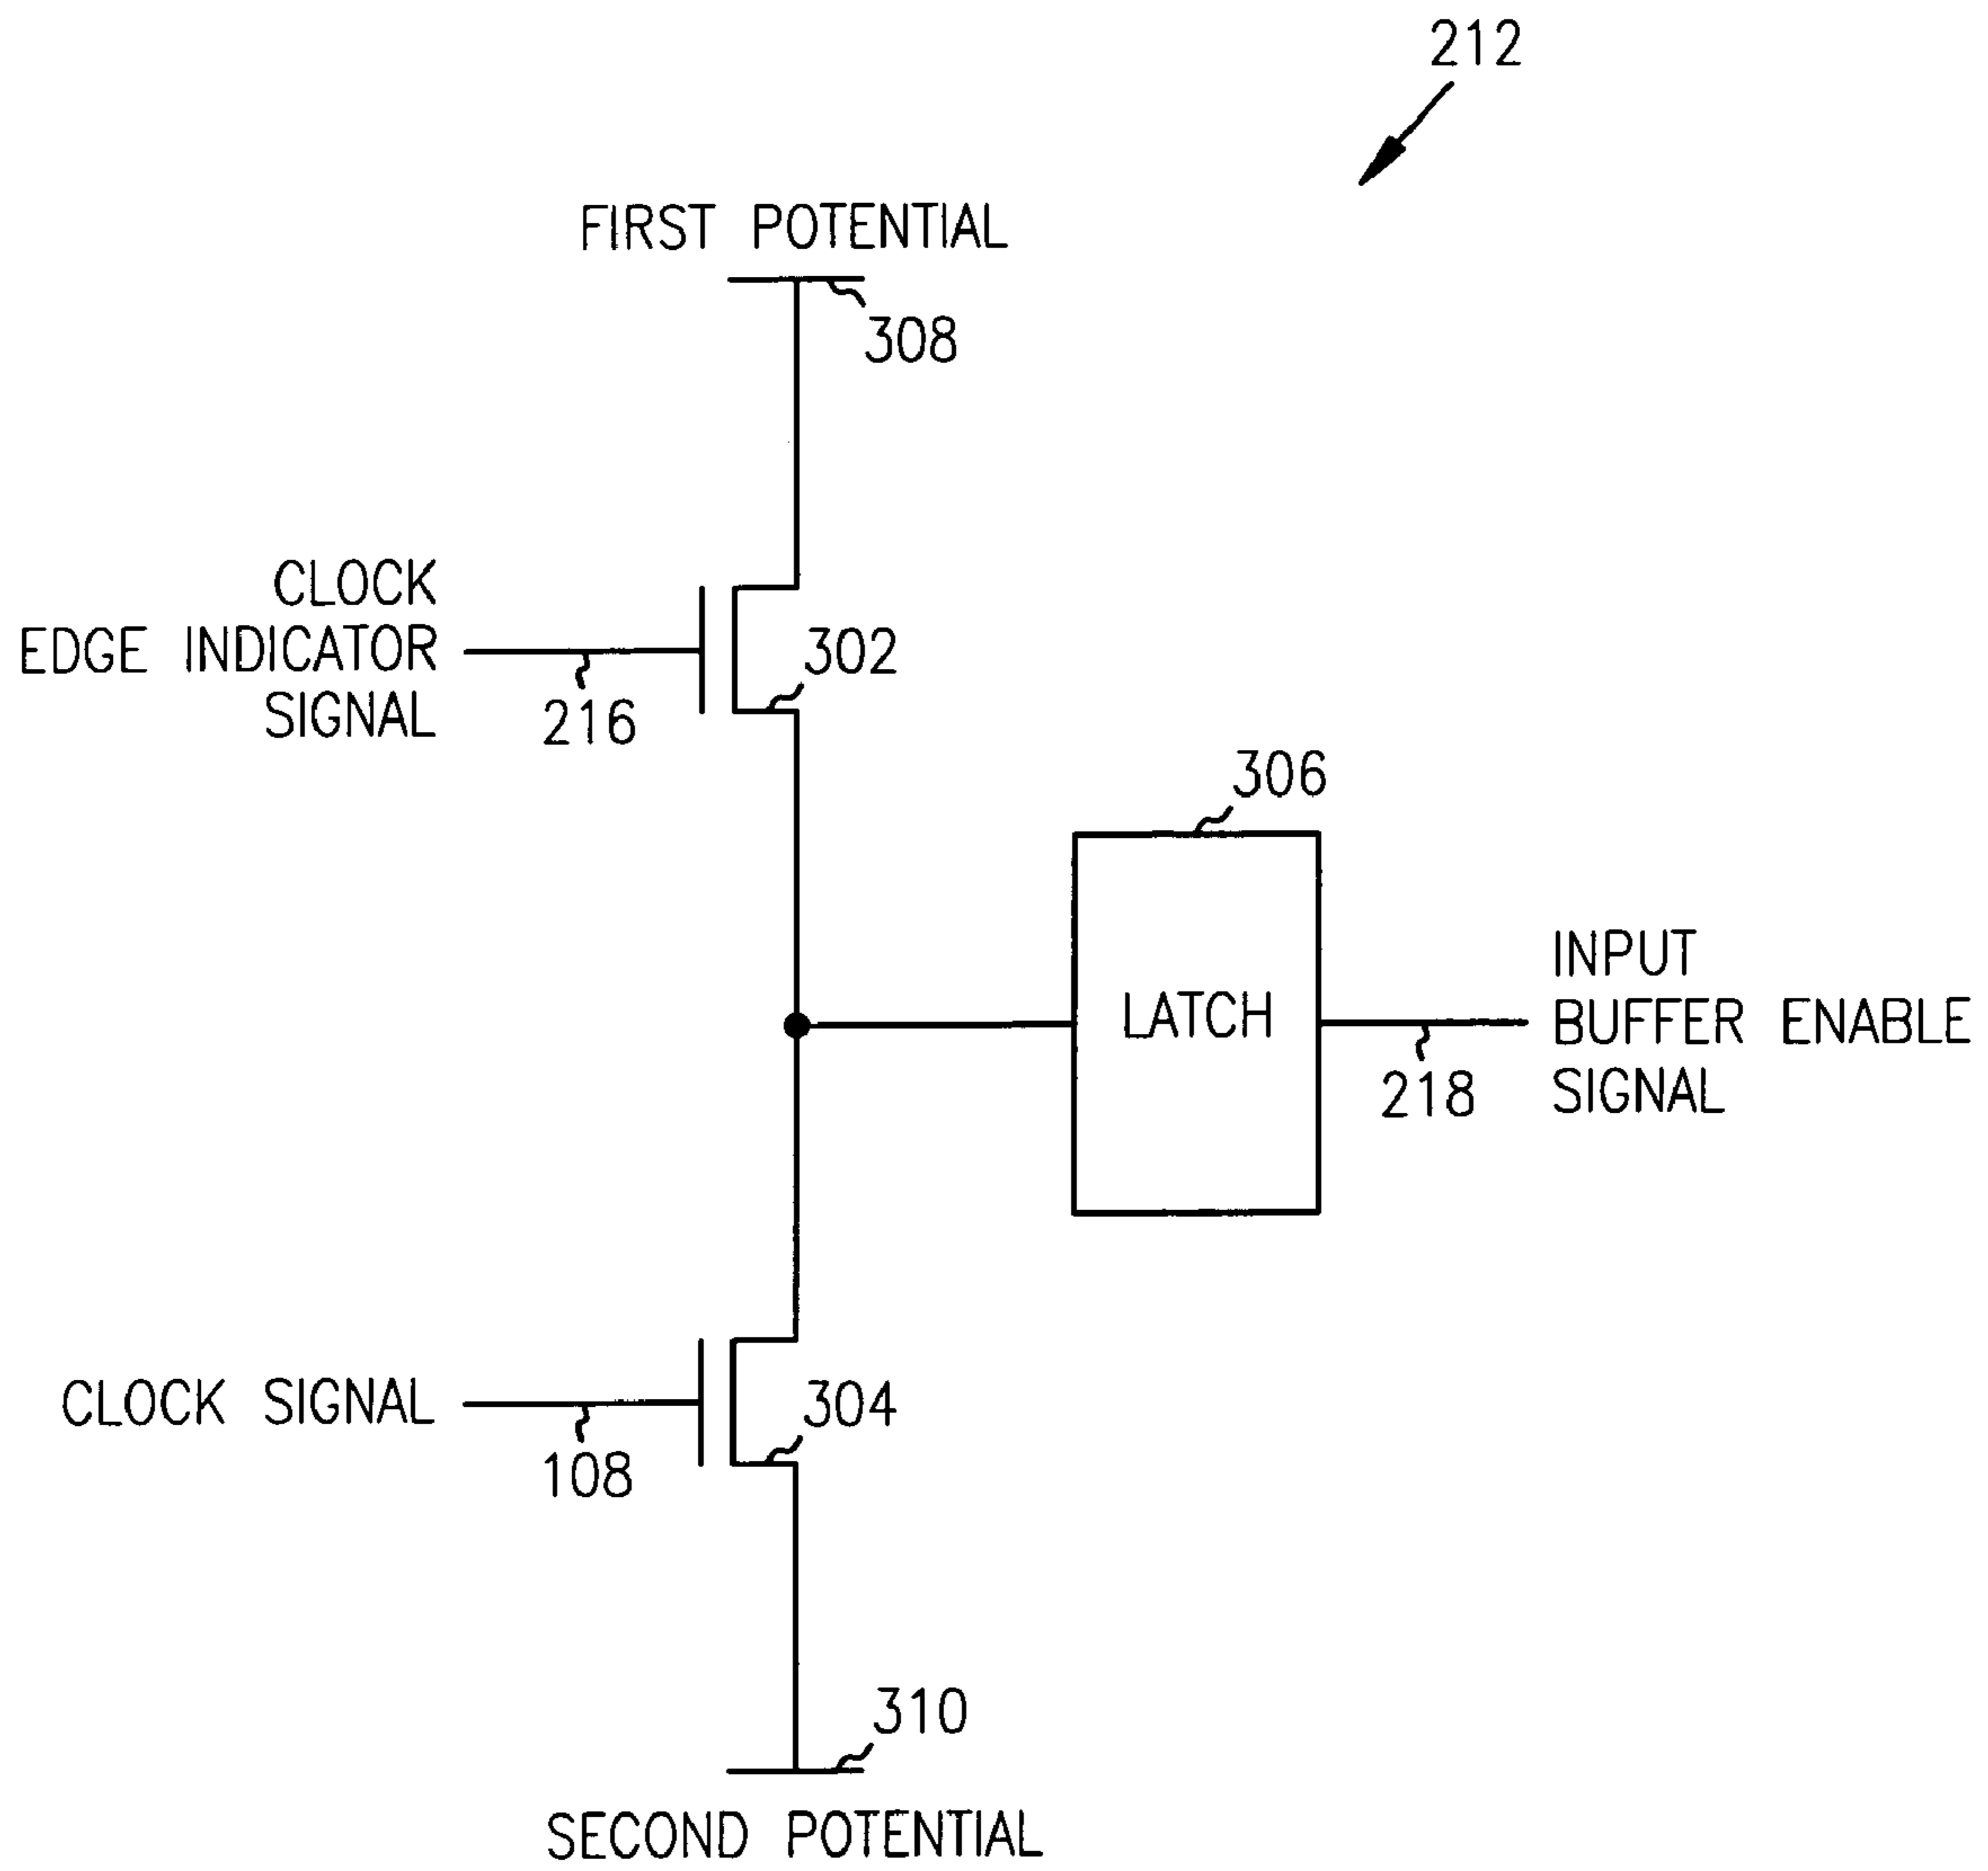 212
FIRST POTENTIAL
308
CLOCK
EDGE INDICATOR
SIGNAL
216
302
306
LATCH
INPUT
BUFFER ENABLE
SIGNAL
218
CLOCK SIGNAL
108
304
310
SECOND POTENTIAL